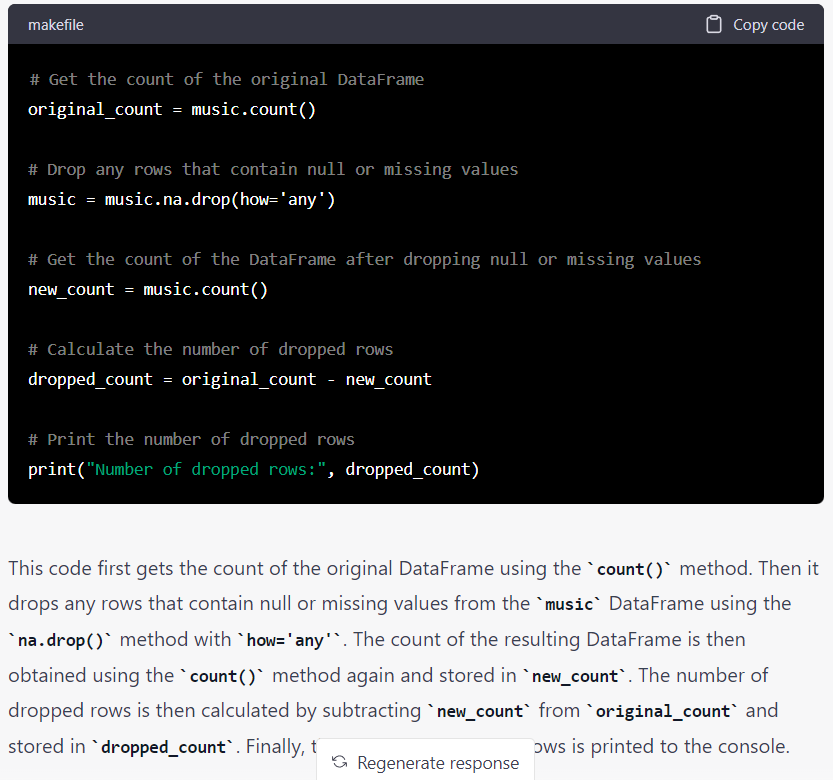 makefile
Copy code
# Get the count of the original DataFrame
original_count = music.count()
# Drop any rows that contain null or missing values
music = music.na.drop(how='any')
# Get the count of the DataFrame after dropping null or missing values
new_count = music.count()
# Calculate the number of dropped rows
dropped_count = original_count - new_count
# Print the number of dropped rows
print("Number of dropped rows:", dropped_count)
This code first gets the count of the original DataFrame using the `count()` method. Then it
drops any rows that contain null or missing values from the `music` DataFrame using the
`na.drop()` method with `how='any'`. The count of the resulting DataFrame is then
obtained using the `count()` method again and stored in `new_count`. The number of
dropped rows is then calculated by subtracting `new_count` from `original_count` and
stored in `dropped_count`. Finally, is printed to the console.
Regenerate response